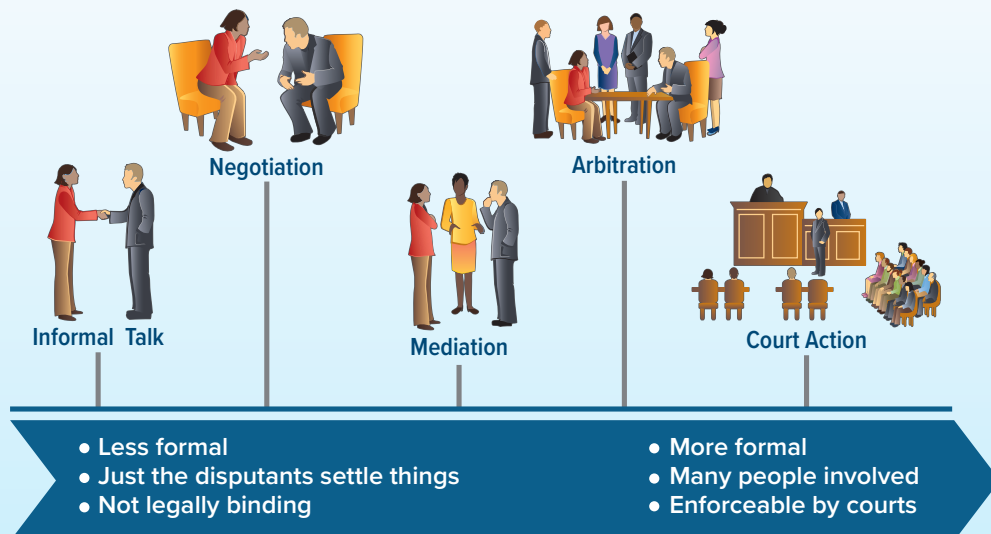 Negotiation
Arbitration
Informal Talk
Mediation
Court Action
• Less formal
• Just the disputants settle things
• Not legally binding
• More formal
• Many people involved
• Enforceable by courts